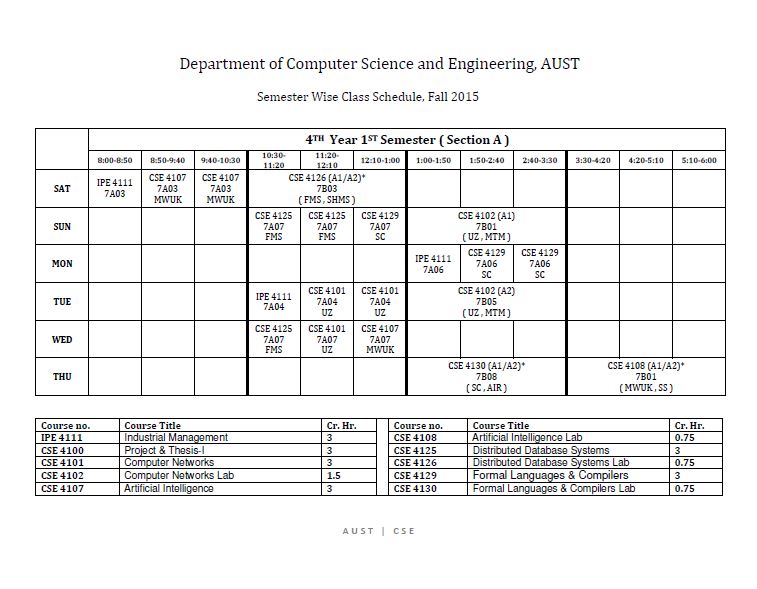 Department of Computer Science and Engineering, AUST
Semester Wise Class Schedule, Fall 2015
4TH Year 1ST Semester ( Section A )
8:00-8:50 8:50-9:40 9:40-10:30 10:30-11:20 11:20-12:10 12:10-1:00 1:00-1:50 1:50-2:40 2:40-3:30 3:30-4:20 4:20-5:10 5:10-6:00
SAT
IPE 4111
7A03
CSE 4107
7A03
MWUK
CSE 4107
7A03
MWUK
CSE 4126 (A1/A2)*
7B03
( FMS , SHMS )
SUN
CSE 4125
7A07
FMS
CSE 4125
7A07
FMS
CSE 4129
7A07
SC
CSE 4102 (A1)
7B01
( UZ , MTM )
MON
IPE 4111
7A06
CSE 4129
7A06
SC
CSE 4129
7A06
SC
TUE
IPE 4111
7A04
CSE 4101
7A04
UZ
CSE 4101
7A04
UZ
CSE 4102 (A2)
7B05
( UZ , MTM )
WED
CSE 4125
7A07
FMS
CSE 4101
7A07
UZ
CSE 4107
7A07
MWUK
THU
CSE 4130 (A1/A2)*
7B08
( SC , AIR )
CSE 4108 (A1/A2)*
7B01
( MWUK , SS )
Course no. Course Title Cr. Hr. Course no. Course Title Cr. Hr.
IPE 4111 Industrial Management 3 CSE 4108 Artificial Intelligence Lab 0.75
CSE 4100 Project & Thesis-I 3 CSE 4125 Distributed Database Systems 3
CSE 4101 Computer Networks 3 CSE 4126 Distributed Database Systems Lab 0.75
CSE 4102 Computer Networks Lab 1.5 CSE 4129 Formal Languages & Compilers 3
CSE 4107 Artificial Intelligence 3 CSE 4130 Formal Languages & Compilers Lab 0.75
AUST | CSE